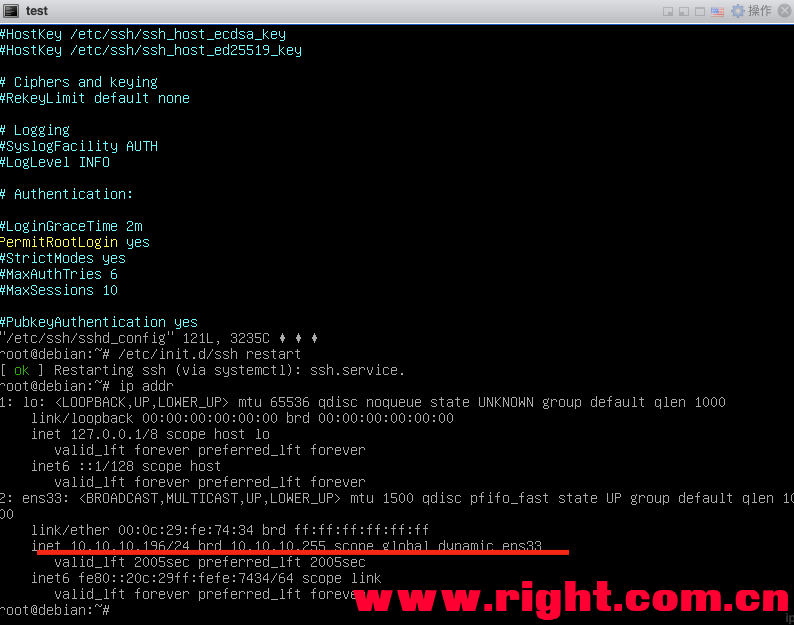 test
操作
#HostKey /etc/ssh/ssh_host_ecdsa_key
#HostKey /etc/ssh/ssh_host_ed25519_key
# Ciphers and keying
#RekeyLimit default none
# Logging
#SyslogFacility AUTH
#LogLevel INFO
# Authentication:
#LoginGraceTime 2m
PermitRootLogin yes
#StrictModes yes
#MaxAuthTries 6
#MaxSessions 10
#PubkeyAuthentication yes
"/etc/ssh/sshd_config" 121L, 3235C ♦ ♦ ♦
root@debian:~# /etc/init.d/ssh restart
[ ok ] Restarting ssh (via systemctl): ssh.service.
root@debian:~# ip addr
1: lo: <LOOPBACK,UP,LOWER_UP> mtu 65536 qdisc noqueue state UNKNOWN group default qlen 1000
link/loopback 00:00:00:00:00:00 brd 00:00:00:00:00:00
inet 127.0.0.1/8 scope host lo
valid_lft forever preferred_lft forever
inet6 ::1/128 scope host
valid_lft forever preferred_lft forever
2: ens33: <BROADCAST,MULTICAST,UP,LOWER_UP> mtu 1500 qdisc pfifo_fast state UP group default qlen 10
00
link/ether 00:0c:29:fe:74:34 brd ff:ff:ff:ff:ff:ff
inet 10.10.10.196/24 brd 10.10.10.255 scope global dynamic ens33
valid_lft 2005sec preferred_lft 2005sec
inet6 fe80::20c:29ff:fefe:7434/64 scope link
valid_lft forever preferred_lft foreve
root@debian:~#
www.right.com.cn
ip